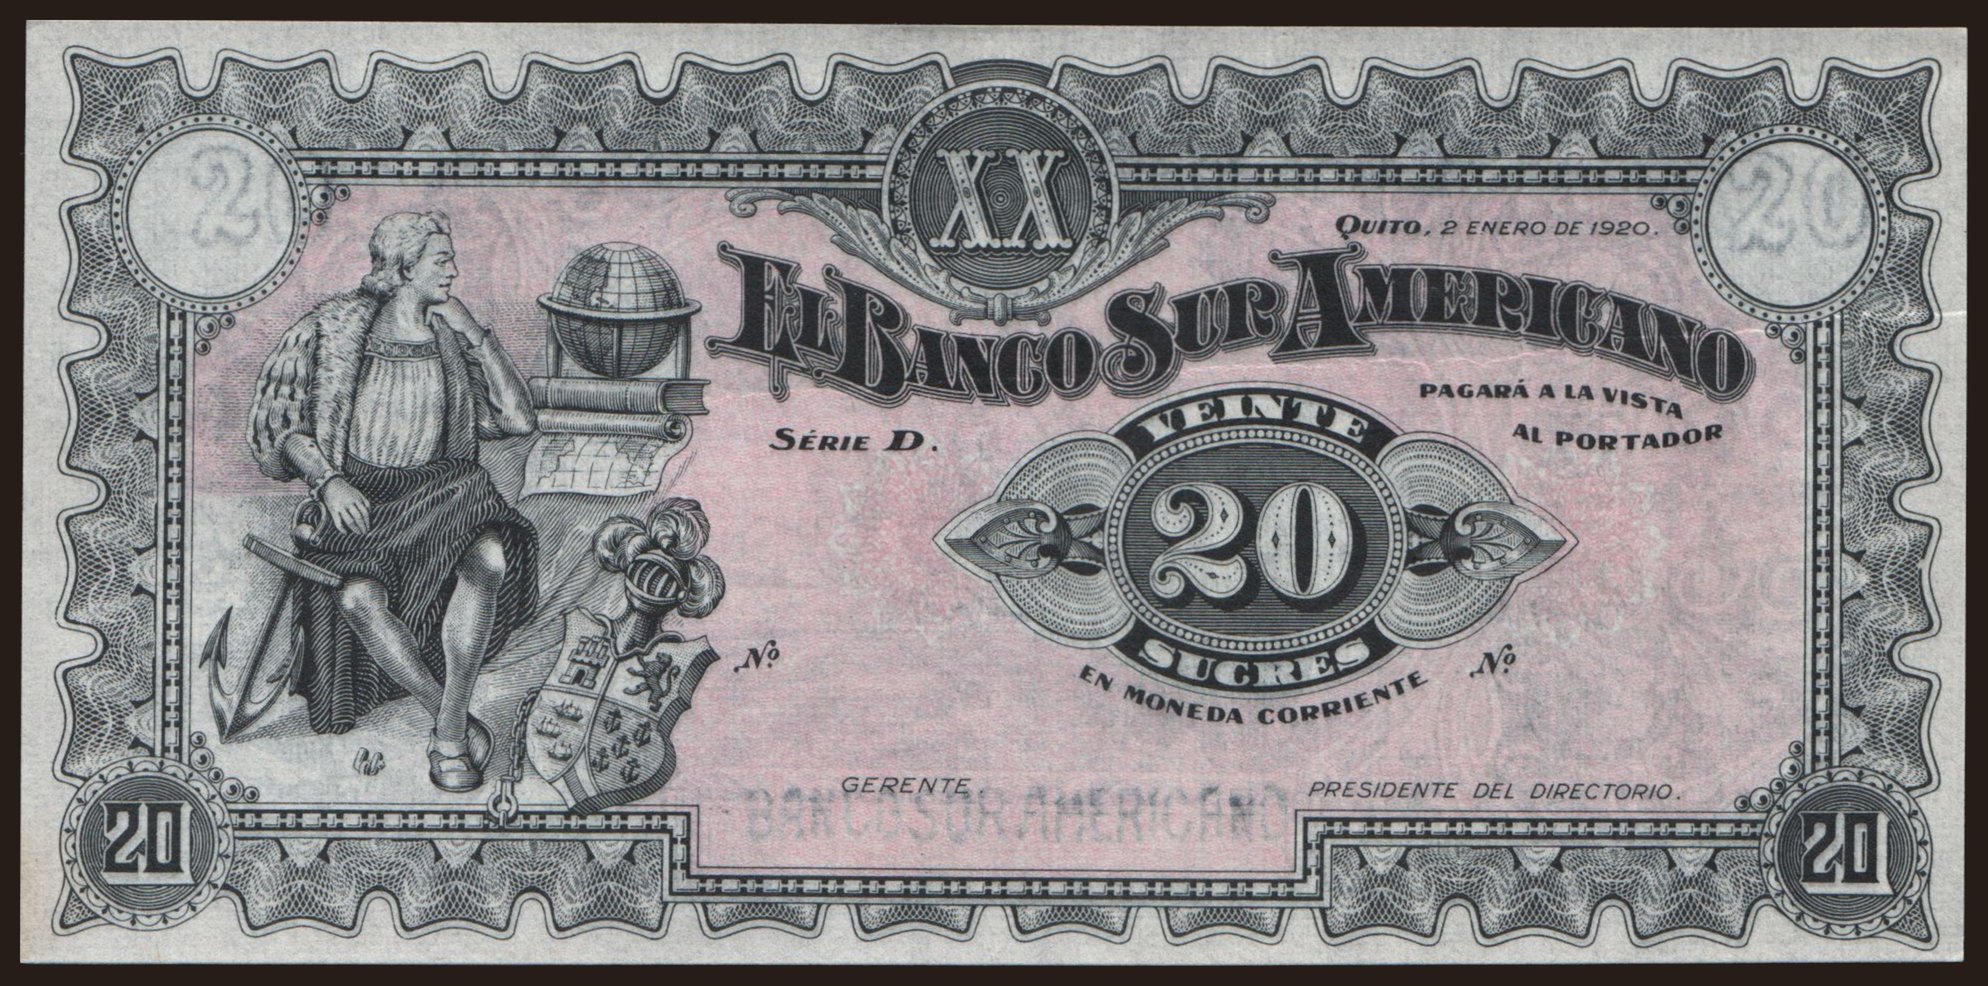 20
XX
20
QUITO, 2 ENERO DE 1920.
EL BANCO SUR AMERICANO
PAGARÁ A LA VISTA
AL PORTADOR
SÉRIE D.
VEINTE
20
SUCRES
EN MONEDA CORRIENTE
Nº
Nº
GERENTE
PRESIDENTE DEL DIRECTORIO.
BANCO SUR AMERICANO
20
20